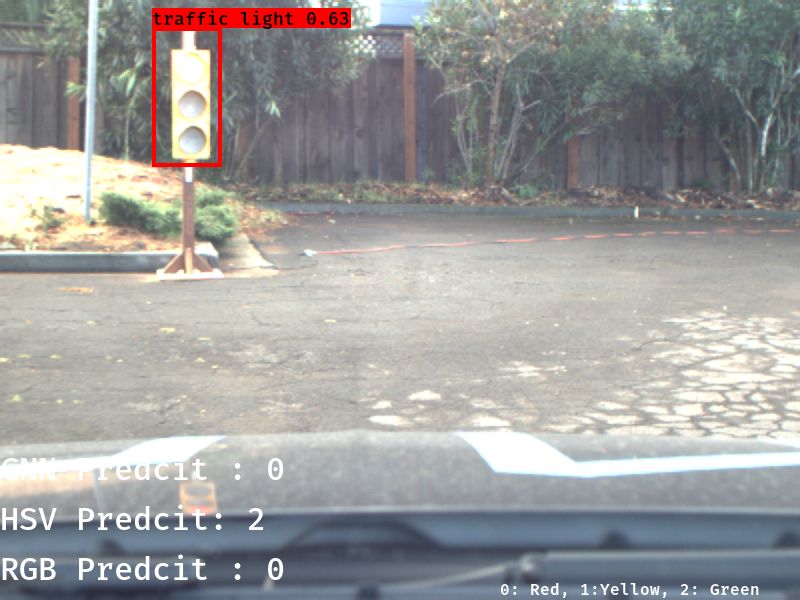 traffic light 0.63
CNN Predcit : 0
HSV Predcit: 2
RGB Predcit : 0
0: Red, 1:Yellow, 2: Green